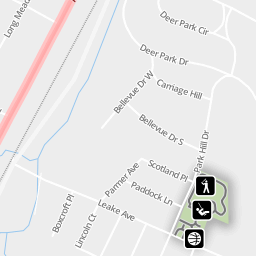 Long Mead
Deer Park Cir
Deer Park Dr
Bellevue Dr W
Carriage Hill
Bellevue Dr S
Park Hill Dr
Scotland Pl
Parmer Ave
Paddock Ln
Boxcroft Pl
Lincoln Ct
Leake Ave